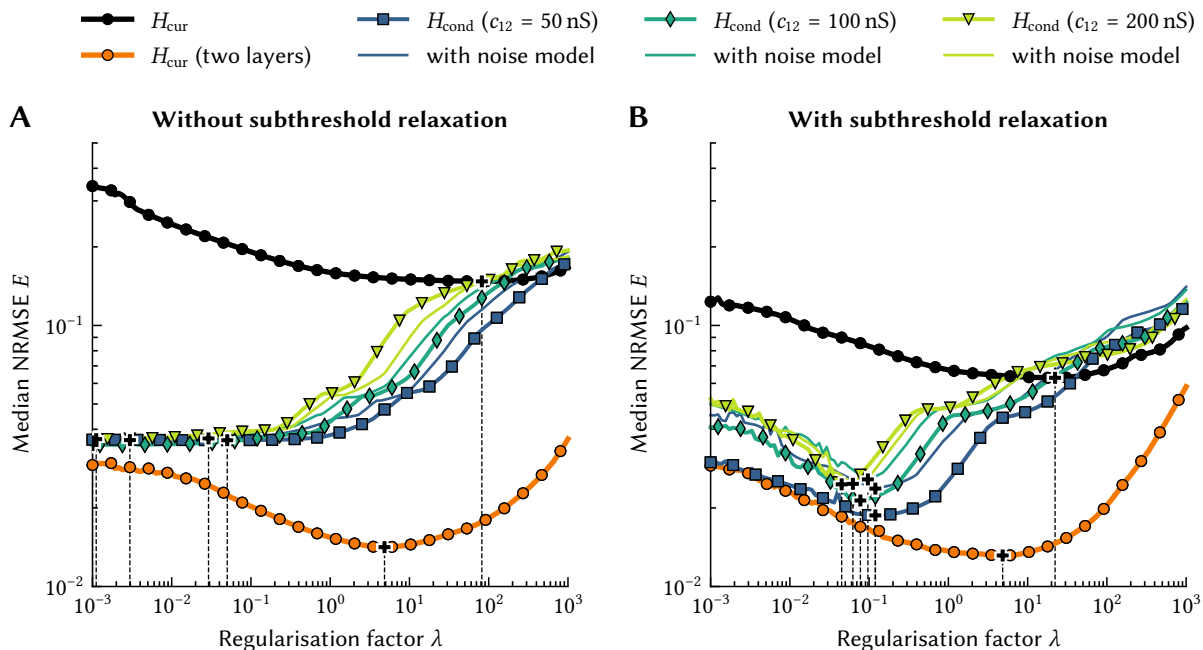 H_cur H_cond (c_12 = 50 nS) H_cond (c_12 = 100 nS) H_cond (c_12 = 200 nS)
H_cur (two layers) with noise model with noise model with noise model
A Without subthreshold relaxation
Median NRMSE E
10^−1
10^−2
10^−3 10^−2 10^−1 10^0 10^1 10^2 10^3
Regularisation factor λ
B With subthreshold relaxation
Median NRMSE E
10^−1
10^−2
10^−3 10^−2 10^−1 10^0 10^1 10^2 10^3
Regularisation factor λ